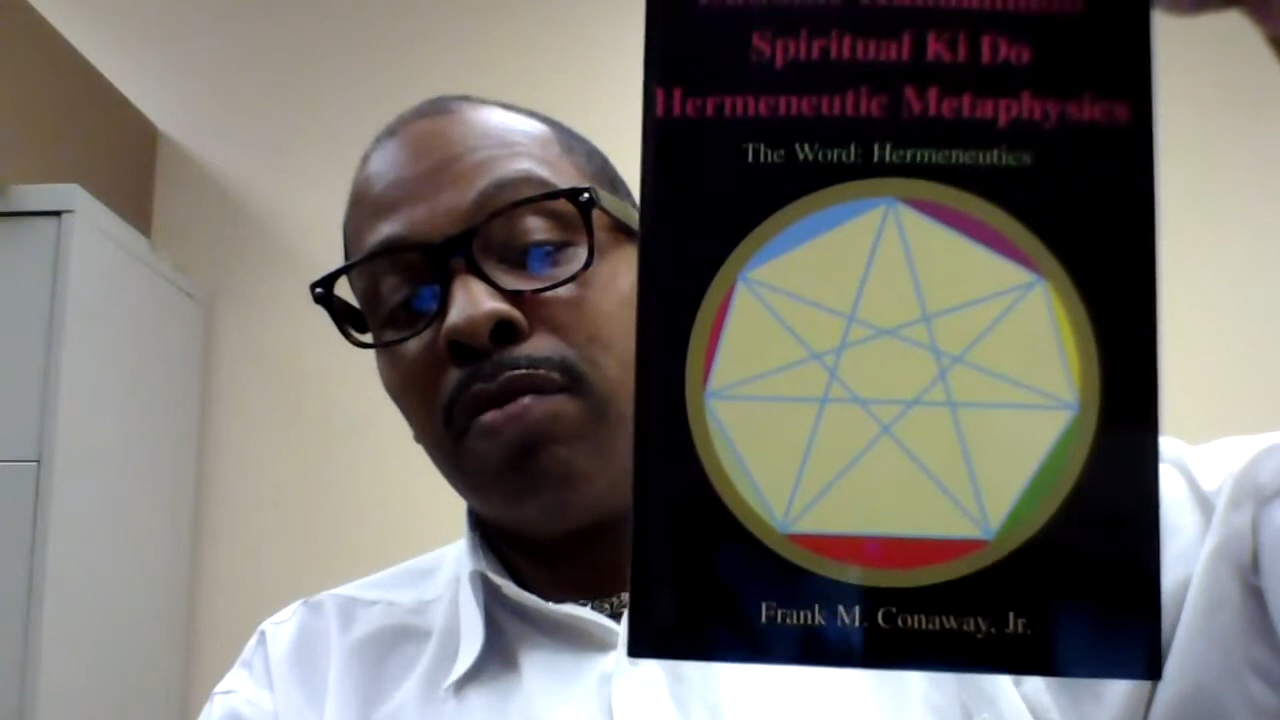 Spiritual Ki Do
Hermeneutic Metaphysics
The Word: Hermeneutics
Frank M. Conaway, Jr.